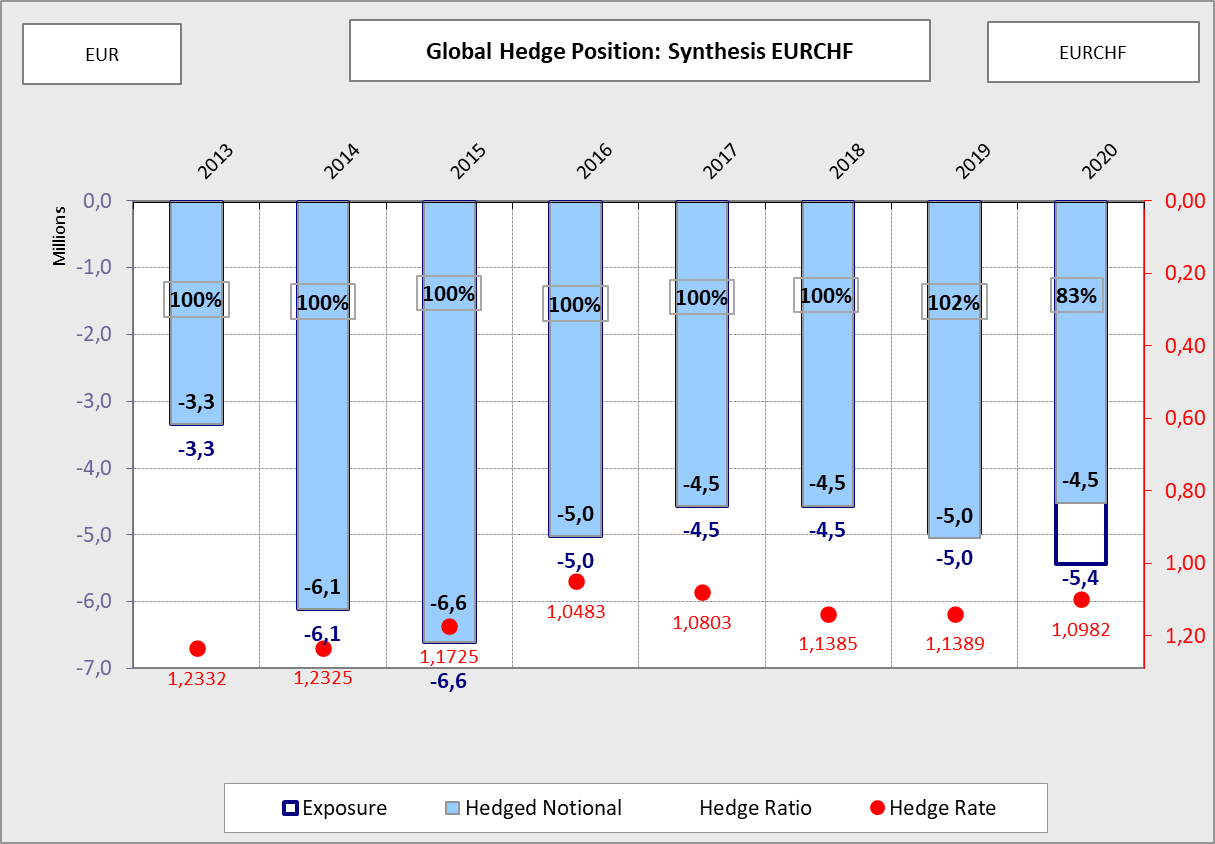 EUR
Global Hedge Position: Synthesis EURCHF
EURCHF
2013 2014 2015 2016 2017 2018 2019 2020
Millions
0,0 0,00
-1,0 0,20
100% 100% 100% 100% 100% 100% 102% 83%
-2,0 0,40
-3,0 0,60
-4,0 0,80
-5,0 1,00
-6,0 1,20
-7,0
-3,3 -6,1 -6,6 -5,0 -4,5 -4,5 -5,0 -4,5
-3,3 -6,1 -6,6 -5,0 -4,5 -4,5 -5,0 -5,4
1,2332 1,2325 1,1725 1,0483 1,0803 1,1385 1,1389 1,0982
Exposure Hedged Notional Hedge Ratio Hedge Rate